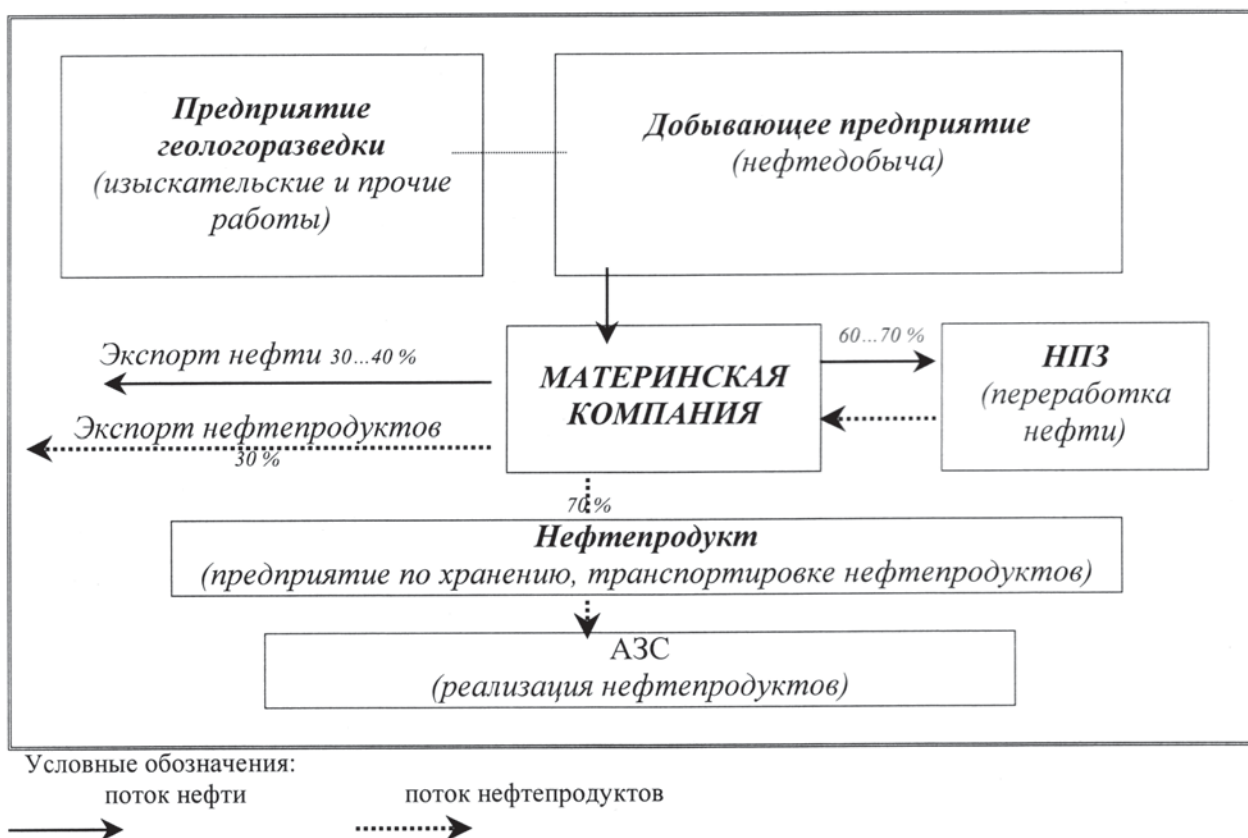 Предприятие
геологоразведки
(изыскательские и прочие
работы)
Добывающее предприятие
(нефтедобыча)
Экспорт нефти 30...40 %
Экспорт нефтепродуктов
30 %
МАТЕРИНСКАЯ
КОМПАНИЯ
60...70 %
НПЗ
(переработка
нефти)
70 %
Нефтепродукт
(предприятие по хранению, транспортировке нефтепродуктов)
АЗС
(реализация нефтепродуктов)
Условные обозначения:
поток нефти
поток нефтепродуктов